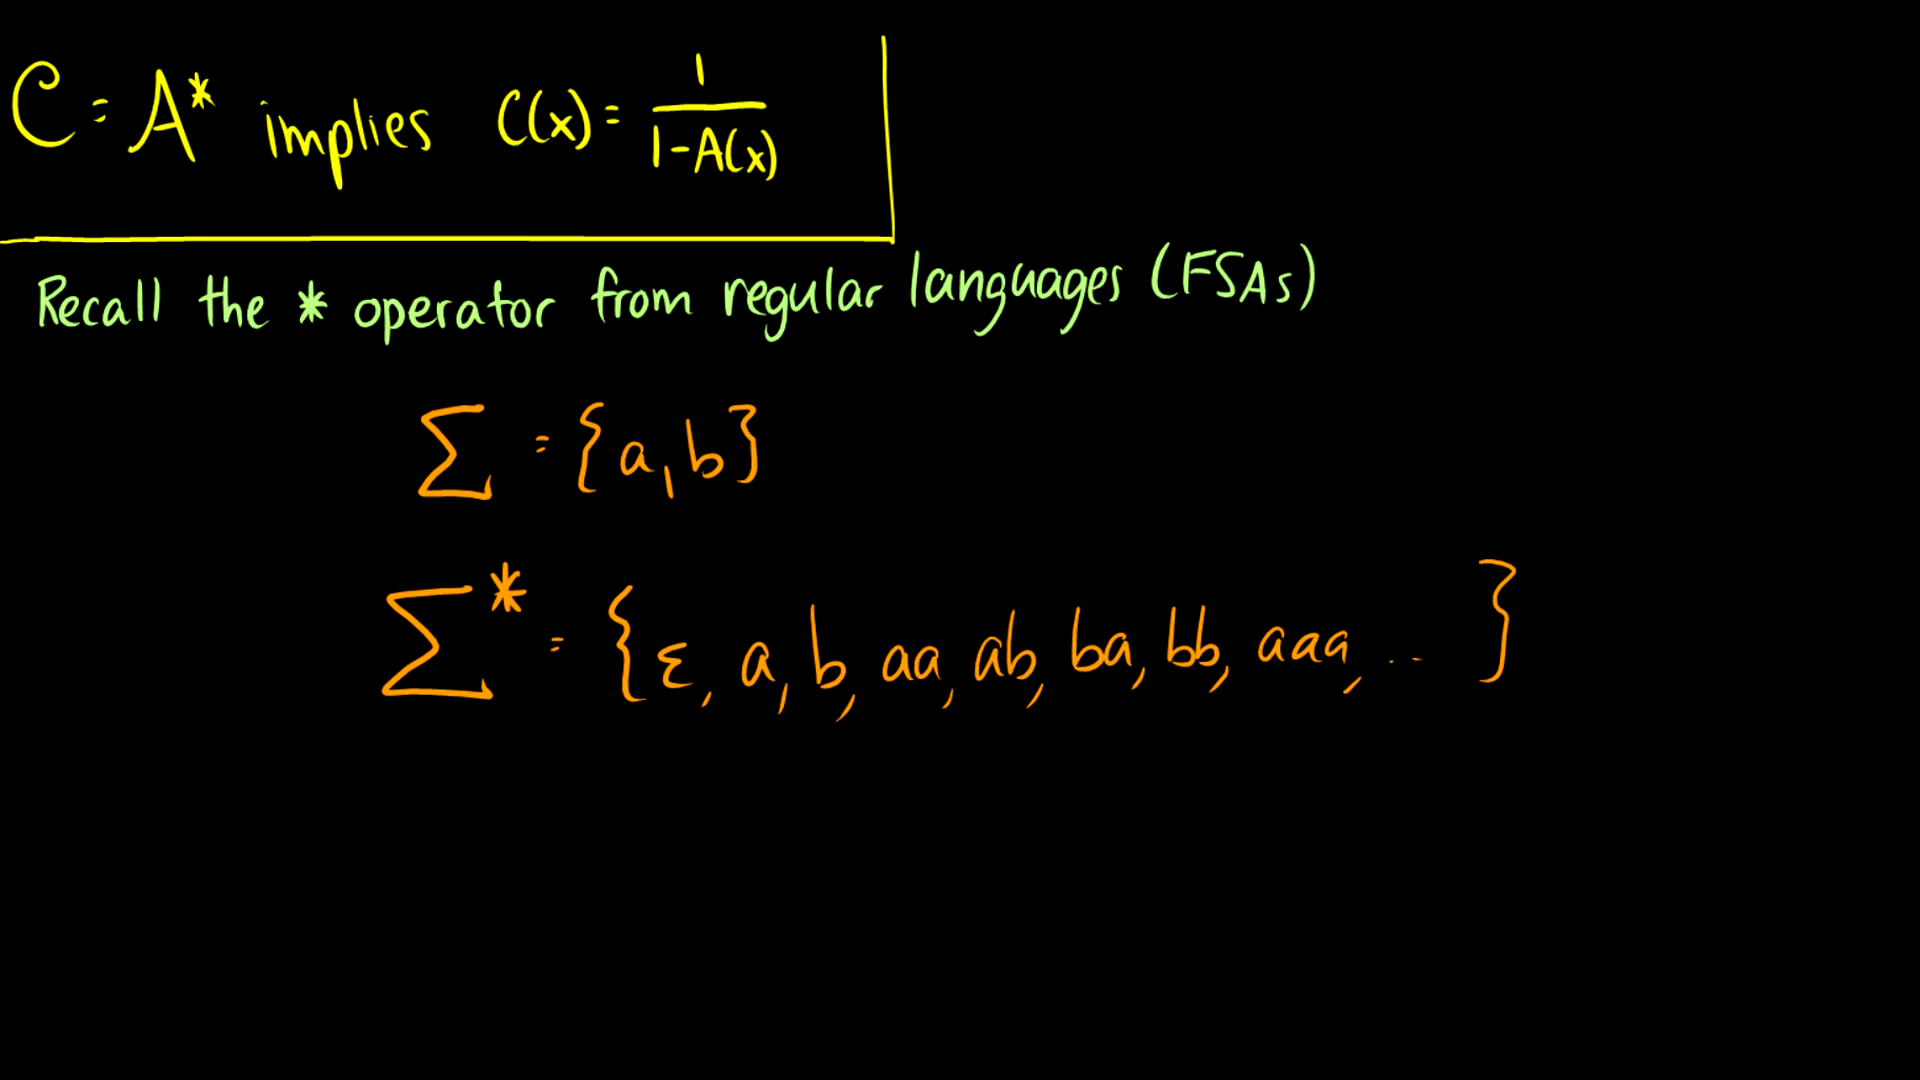 C = A* implies C(x) = 1/(1-A(x))
Recall the * operator from regular languages (FSAs)
Σ = {a, b}
Σ* = {ε, a, b, aa, ab, ba, bb, aaa, .. }